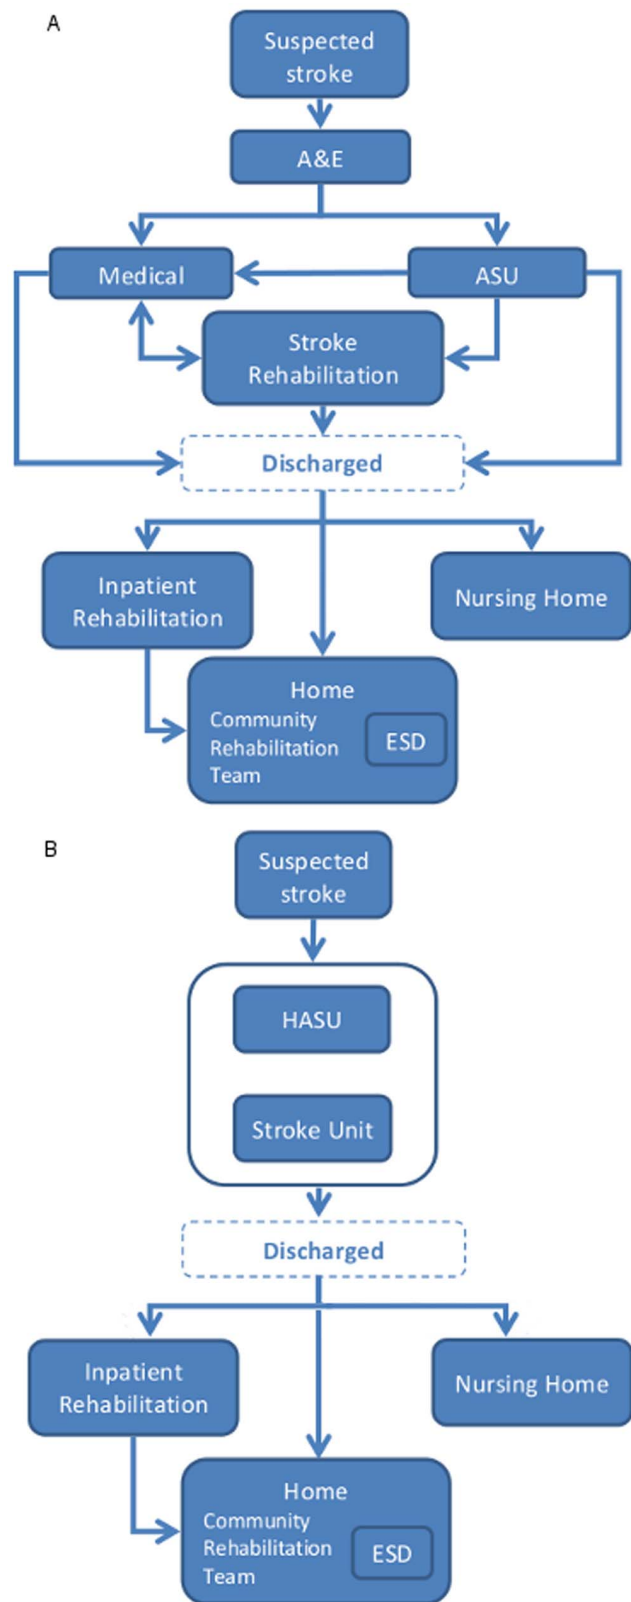 A
Suspected
stroke
A&E
Medical
ASU
Stroke
Rehabilitation
Discharged
Inpatient
Rehabilitation
Nursing Home
Home
Community
Rehabilitation
Team
ESD
B
Suspected
stroke
HASU
Stroke Unit
Discharged
Inpatient
Rehabilitation
Nursing Home
Home
Community
Rehabilitation
Team
ESD